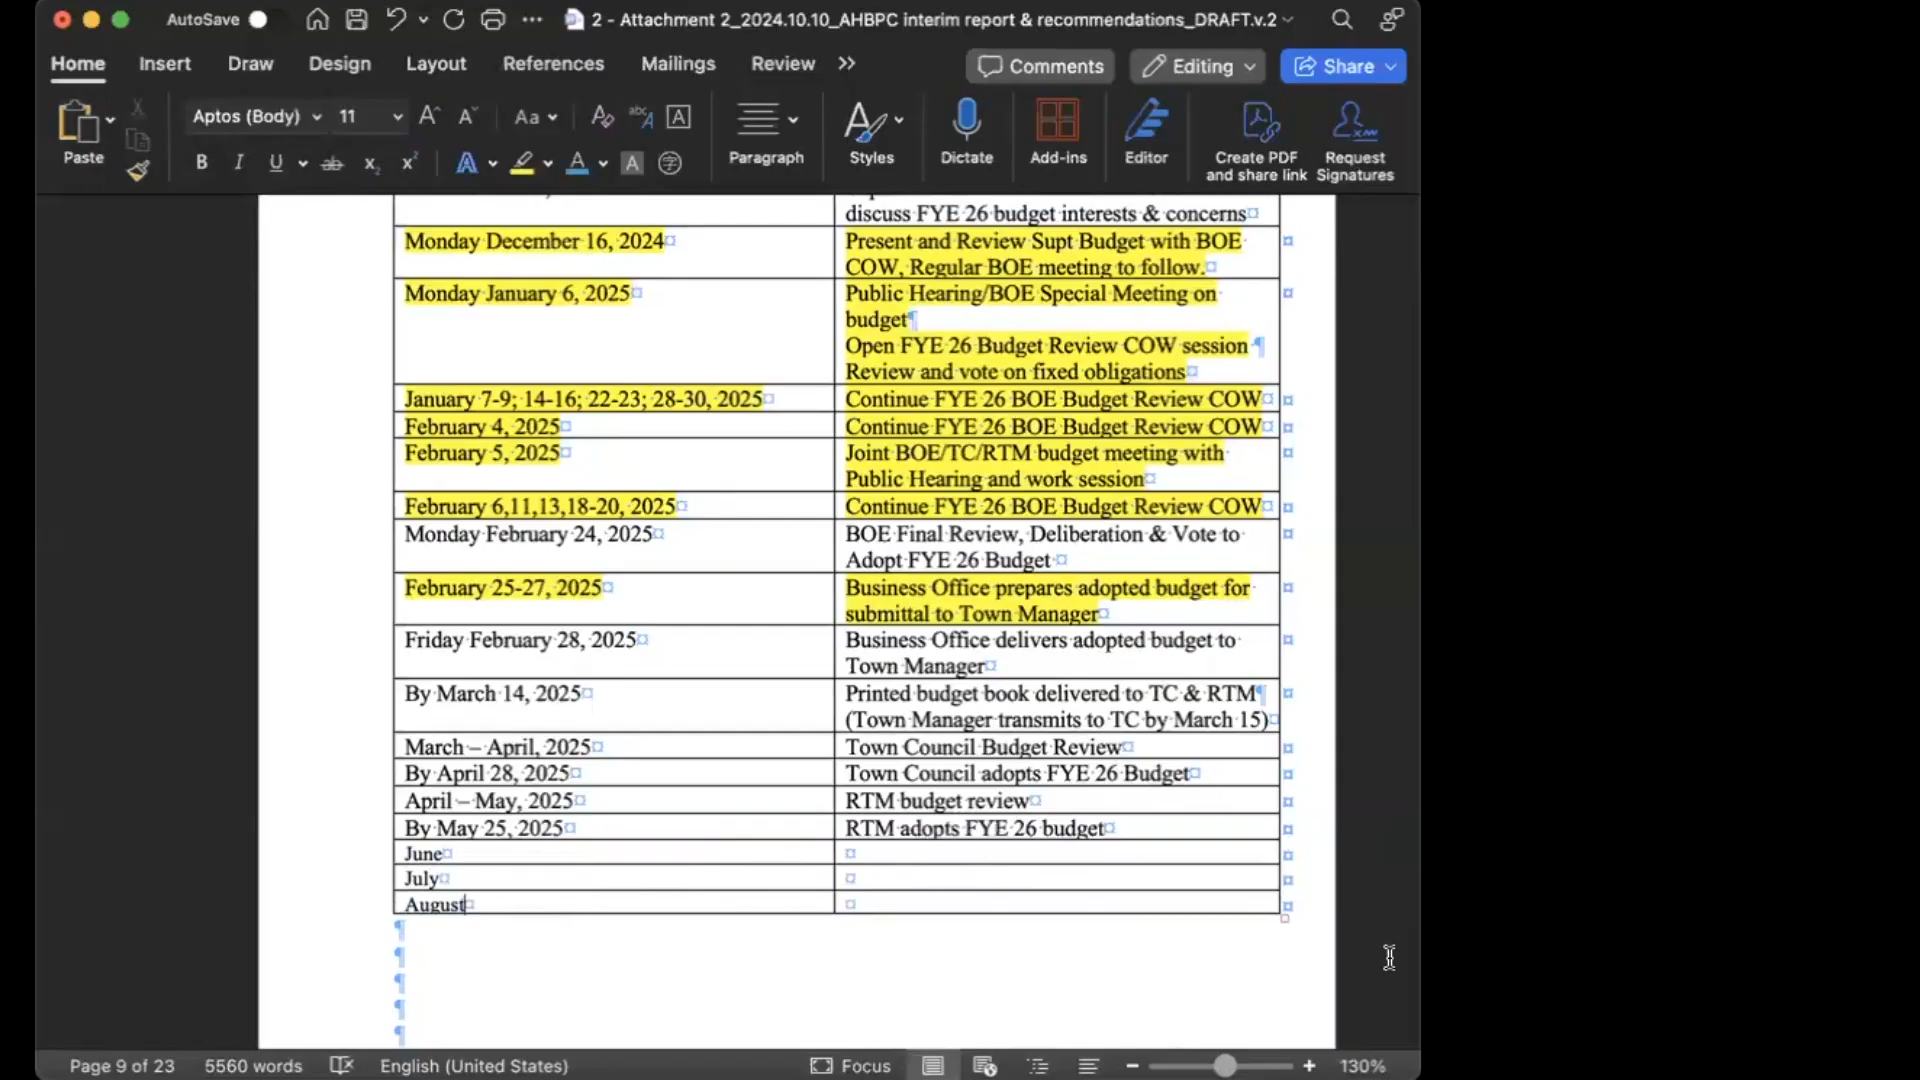 AutoSave
2 - Attachment 2_2024.10.10_AHBPC interim report & recommendations_DRAFT.v.2
Home Insert Draw Design Layout References Mailings Review
Comments Editing Share
Paste
Aptos (Body) 11
Paragraph Styles Dictate Add-ins Editor Create PDF and share link Request Signatures
discuss FYE 26 budget interests & concerns
Monday December 16, 2024
Present and Review Supt Budget with BOE
COW, Regular BOE meeting to follow.
Monday January 6, 2025
Public Hearing/BOE Special Meeting on
budget
Open FYE 26 Budget Review COW session
Review and vote on fixed obligations
January 7-9; 14-16; 22-23; 28-30, 2025
Continue FYE 26 BOE Budget Review COW
February 4, 2025
Continue FYE 26 BOE Budget Review COW
February 5, 2025
Joint BOE/TC/RTM budget meeting with
Public Hearing and work session
February 6,11,13,18-20, 2025
Continue FYE 26 BOE Budget Review COW
Monday February 24, 2025
BOE Final Review, Deliberation & Vote to
Adopt FYE 26 Budget
February 25-27, 2025
Business Office prepares adopted budget for
submittal to Town Manager
Friday February 28, 2025
Business Office delivers adopted budget to
Town Manager
By March 14, 2025
Printed budget book delivered to TC & RTM
(Town Manager transmits to TC by March 15)
March – April, 2025
Town Council Budget Review
By April 28, 2025
Town Council adopts FYE 26 Budget
April – May, 2025
RTM budget review
By May 25, 2025
RTM adopts FYE 26 budget
June
July
August
Page 9 of 23 5560 words English (United States) Focus 130%